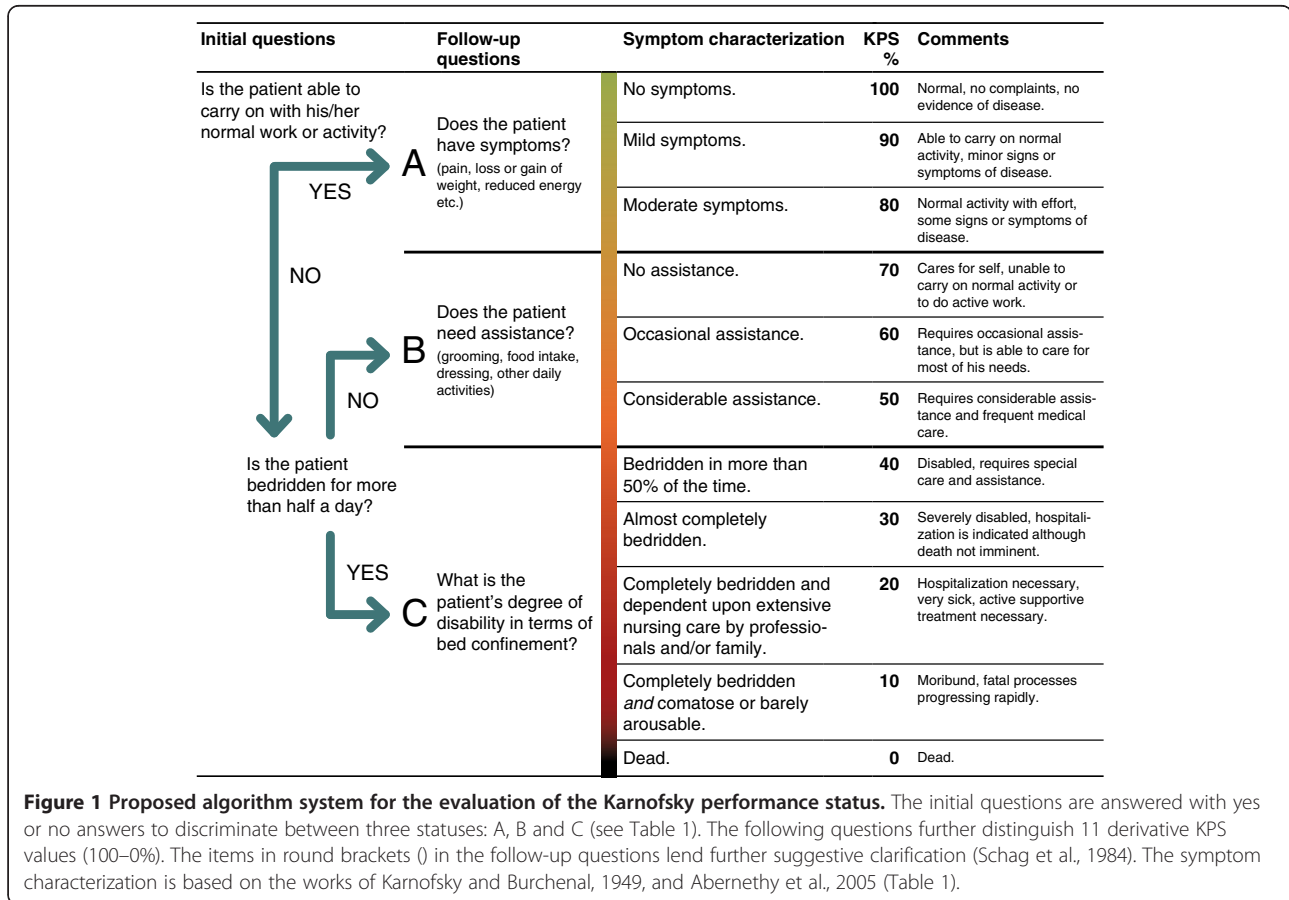 Initial questions
Follow-up
questions
Symptom characterization
KPS
%
Comments
Is the patient able to
carry on with his/her
normal work or activity?
YES
NO
A
Does the patient
have symptoms?
(pain, loss or gain of
weight, reduced energy
etc.)
No symptoms.
100
Normal, no complaints, no
evidence of disease.
Mild symptoms.
90
Able to carry on normal
activity, minor signs or
symptoms of disease.
Moderate symptoms.
80
Normal activity with effort,
some signs or symptoms of
disease.
B
NO
Does the patient
need assistance?
(grooming, food intake,
dressing, other daily
activities)
No assistance.
70
Cares for self, unable to
carry on normal activity or
to do active work.
Occasional assistance.
60
Requires occasional assis-
tance, but is able to care for
most of his needs.
Considerable assistance.
50
Requires considerable assis-
tance and frequent medical
care.
Is the patient
bedridden for more
than half a day?
YES
C
What is the
patient's degree of
disability in terms of
bed confinement?
Bedridden in more than
50% of the time.
40
Disabled, requires special
care and assistance.
Almost completely
bedridden.
30
Severely disabled, hospitali-
zation is indicated although
death not imminent.
Completely bedridden and
dependent upon extensive
nursing care by professio-
nals and/or family.
20
Hospitalization necessary,
very sick, active supportive
treatment necessary.
Completely bedridden
and comatose or barely
arousable.
10
Moribund, fatal processes
progressing rapidly.
Dead.
0
Dead.
Figure 1 Proposed algorithm system for the evaluation of the Karnofsky performance status. The initial questions are answered with yes
or no answers to discriminate between three statuses: A, B and C (see Table 1). The following questions further distinguish 11 derivative KPS
values (100–0%). The items in round brackets () in the follow-up questions lend further suggestive clarification (Schag et al., 1984). The symptom
characterization is based on the works of Karnofsky and Burchenal, 1949, and Abernethy et al., 2005 (Table 1).